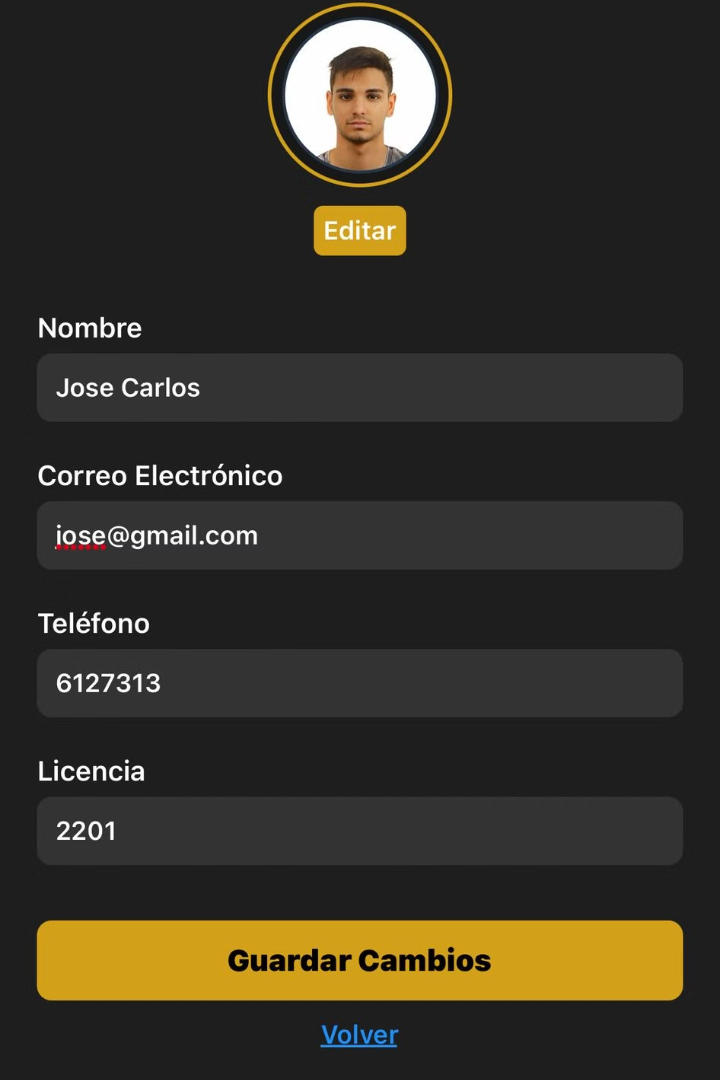 Editar
Nombre
Jose Carlos
Correo Electrónico
jose@gmail.com
Teléfono
6127313
Licencia
2201
Guardar Cambios
Volver